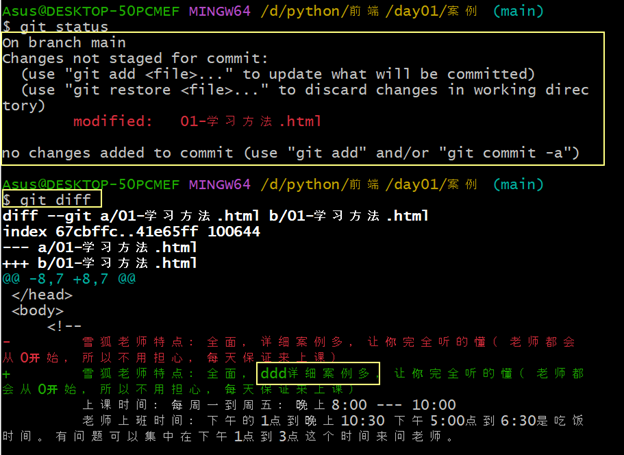 Asus@DESKTOP-5OPCMEF MINGW64 /d/python/前端/day01/案例 (main)
$ git status
On branch main
Changes not staged for commit:
  (use "git add <file>..." to update what will be committed)
  (use "git restore <file>..." to discard changes in working direc
tory)
        modified:   01-学习方法.html

no changes added to commit (use "git add" and/or "git commit -a")

Asus@DESKTOP-5OPCMEF MINGW64 /d/python/前端/day01/案例 (main)
$ git diff
diff --git a/01-学习方法.html b/01-学习方法.html
index 67cbffc..41e65ff 100644
--- a/01-学习方法.html
+++ b/01-学习方法.html
@@ -8,7 +8,7 @@
 </head>
 <body>
     <!--
-        雪狐老师特点: 全面, 详细案例多, 让你完全听的懂( 老师都会
从0开始, 所以不用担心, 每天保证来上课)
+        雪狐老师特点: 全面, ddd详细案例多, 让你完全听的懂( 老师都
会从0开始, 所以不用担心, 每天保证来上课)
         上课时间: 每周一到周五: 晚上8:00 --- 10:00
         老师上班时间: 下午的1点到晚上10:30 下午5:00点到6:30是吃饭
时间。有问题可以集中在下午1点到3点这个时间来问老师。